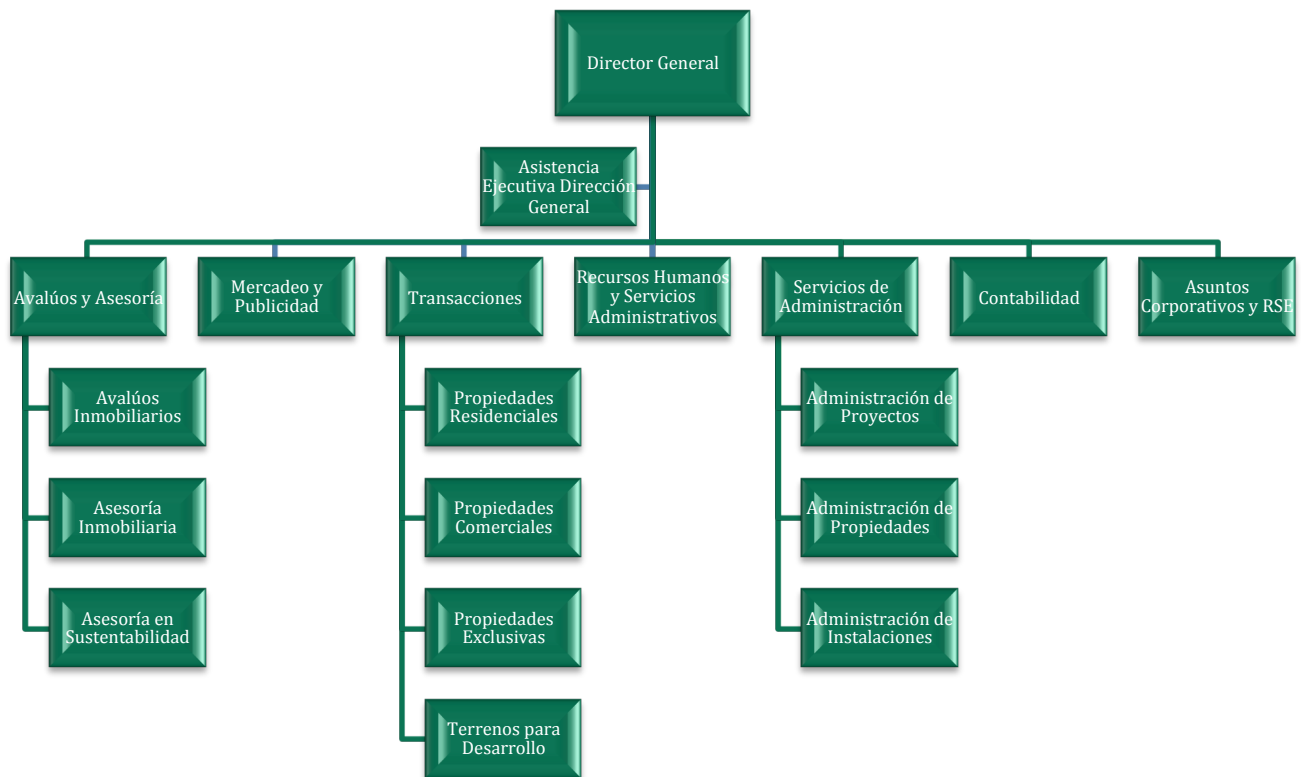 Director General
Asistencia
Ejecutiva Dirección
General
Avalúos y Asesoría
Mercadeo y
Publicidad
Transacciones
Recursos Humanos
y Servicios
Administrativos
Servicios de
Administración
Contabilidad
Asuntos
Corporativos y RSE
Avalúos
Inmobiliarios
Asesoría
Inmobiliaria
Asesoría en
Sustentabilidad
Propiedades
Residenciales
Propiedades
Comerciales
Propiedades
Exclusivas
Terrenos para
Desarrollo
Administración de
Proyectos
Administración de
Propiedades
Administración de
Instalaciones